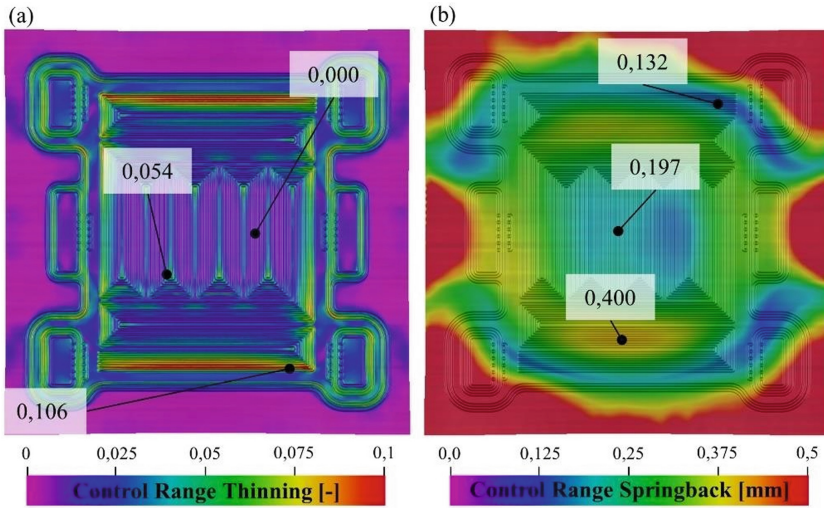 (a)
(b)
0,000
0,132
0,054
0,197
0,400
0,106
0 0,025 0,05 0,075 0,1
0,0 0,125 0,25 0,375 0,5
Control Range Thinning [-]
Control Range Springback [mm]